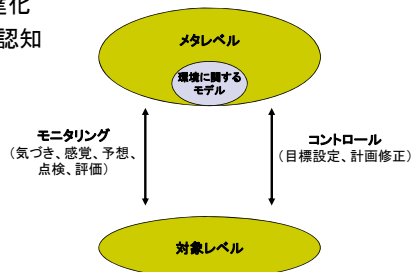 進化
認知
メタレベル
環境に関する
モデル
モニタリング
(気づき、感覚、予想、
点検、評価)
コントロール
(目標設定、計画修正)
対象レベル